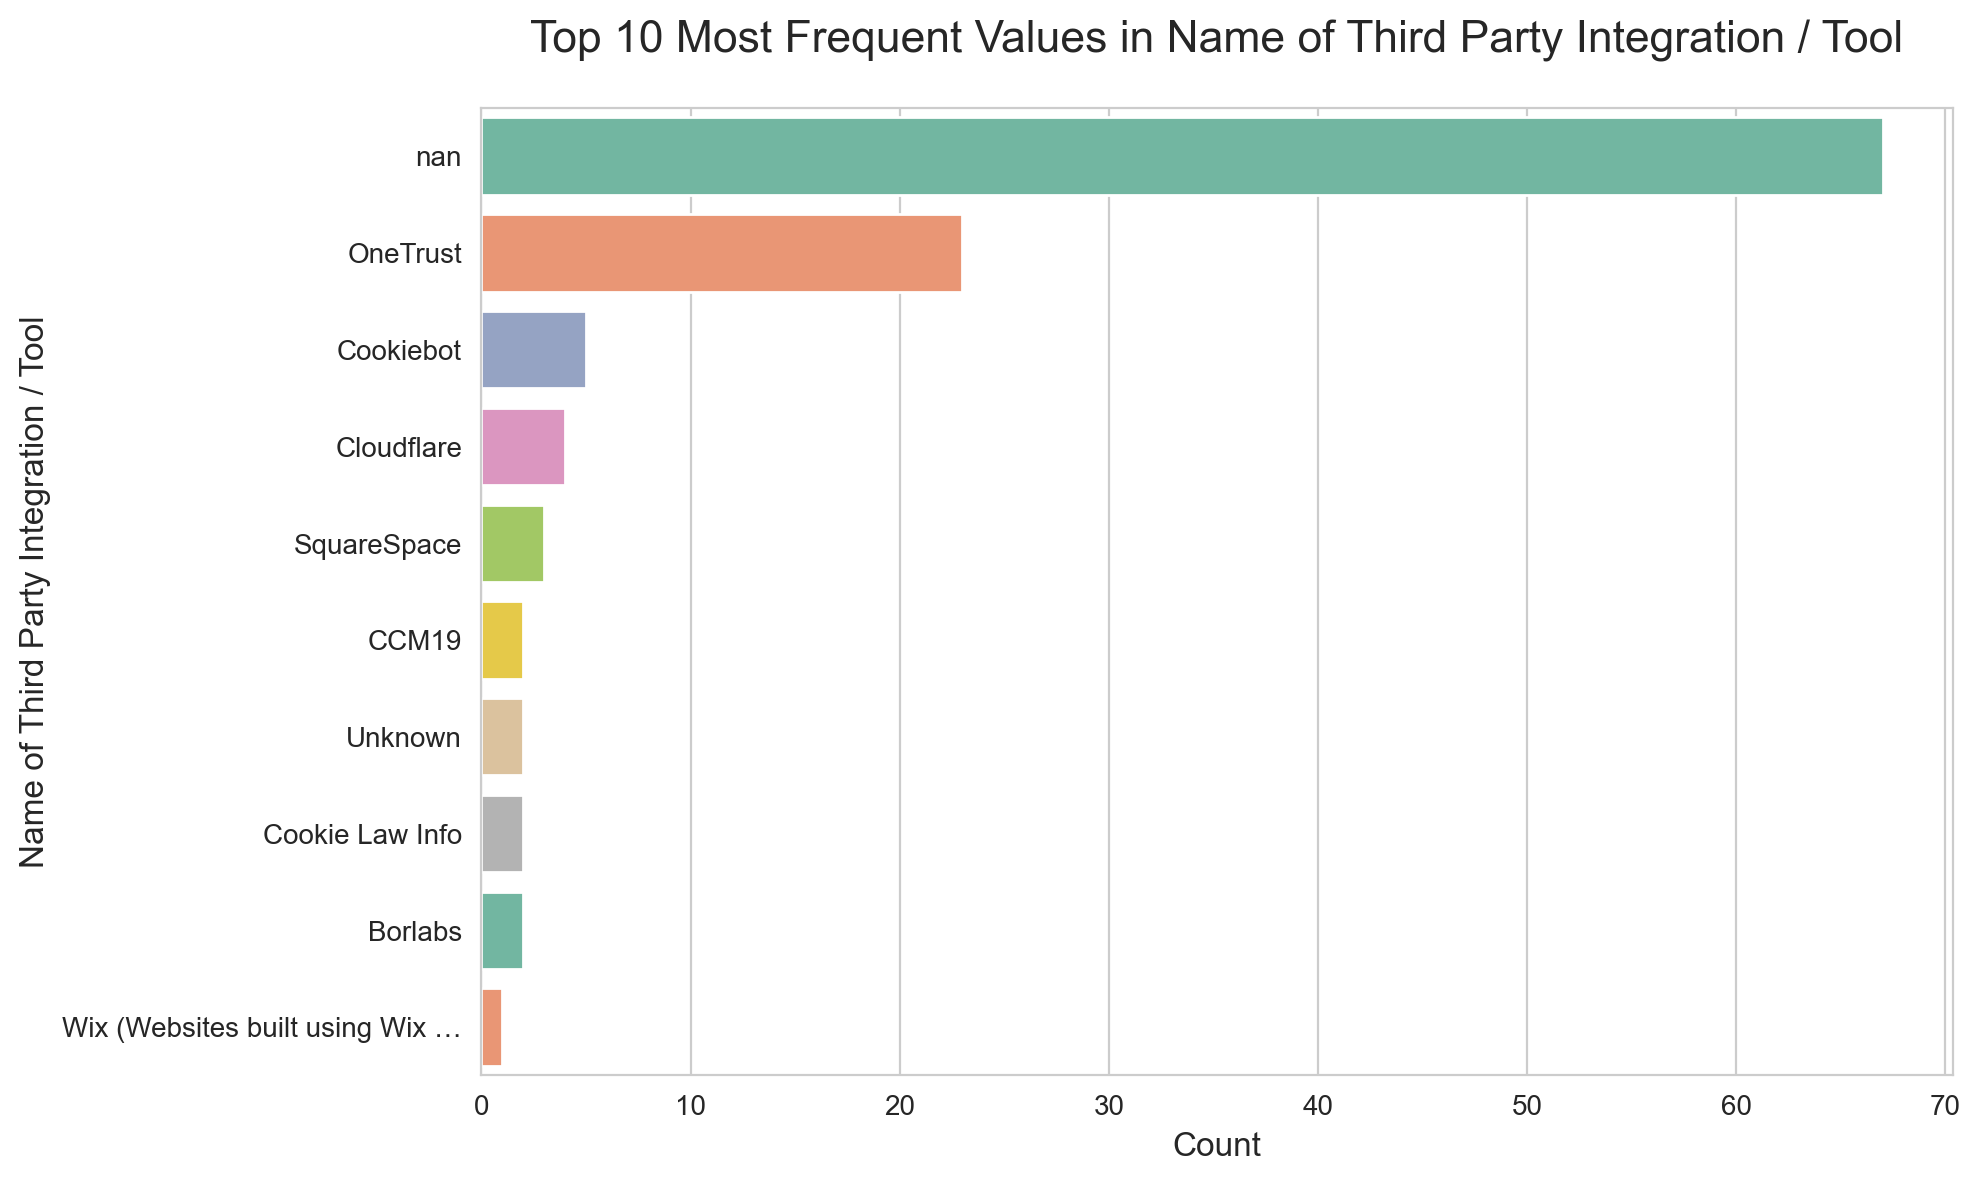 Top 10 Most Frequent Values in Name of Third Party Integration / Tool
Name of Third Party Integration / Tool
nan
OneTrust
Cookiebot
Cloudflare
SquareSpace
CCM19
Unknown
Cookie Law Info
Borlabs
Wix (Websites built using Wix …
0 10 20 30 40 50 60 70
Count